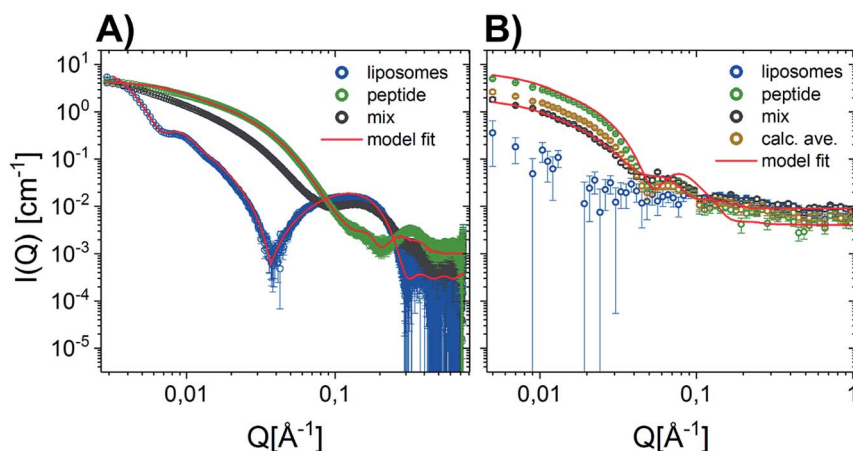 A)
B)
I(Q) [cm⁻¹]
10¹
10⁰
10⁻¹
10⁻²
10⁻³
10⁻⁴
10⁻⁵
liposomes
peptide
mix
model fit
0,01
0,1
Q[Å⁻¹]
liposomes
peptide
mix
calc. ave.
model fit
0,01
0,1
1
Q[Å⁻¹]